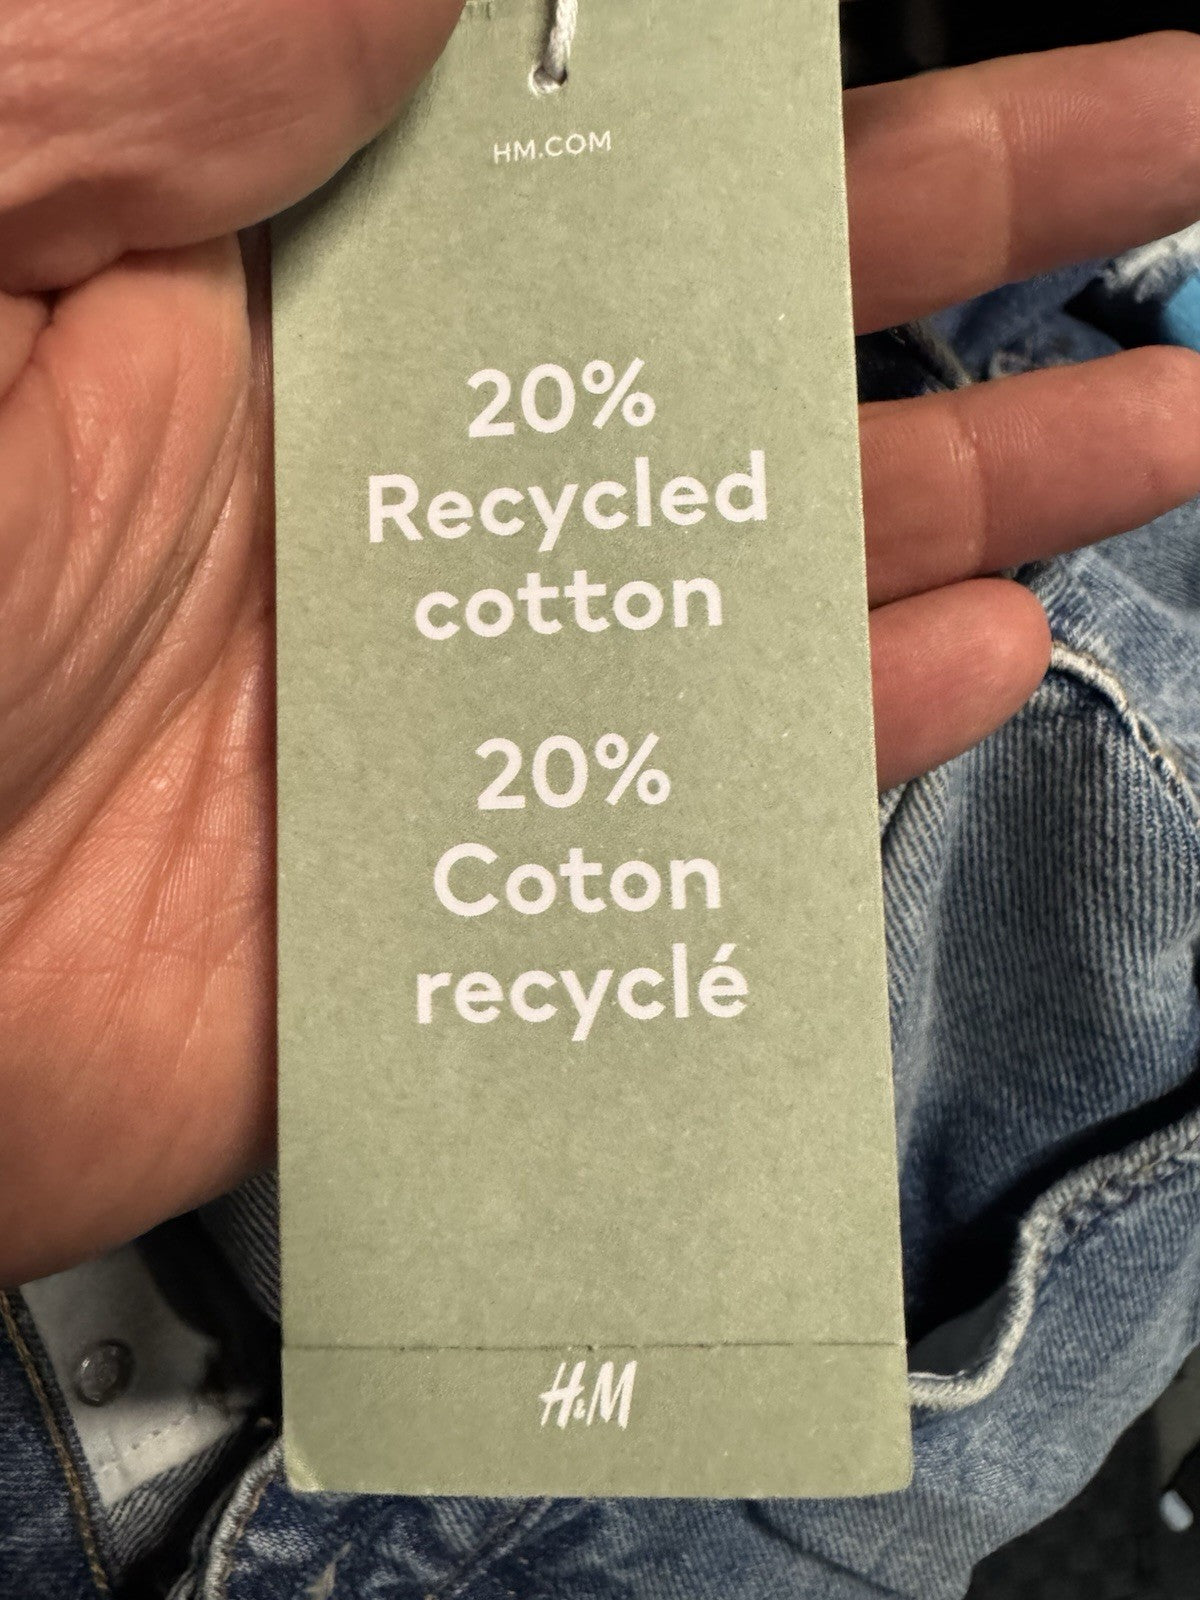 HM.COM
20%
Recycled
cotton
20%
Coton
recyclé
H&M